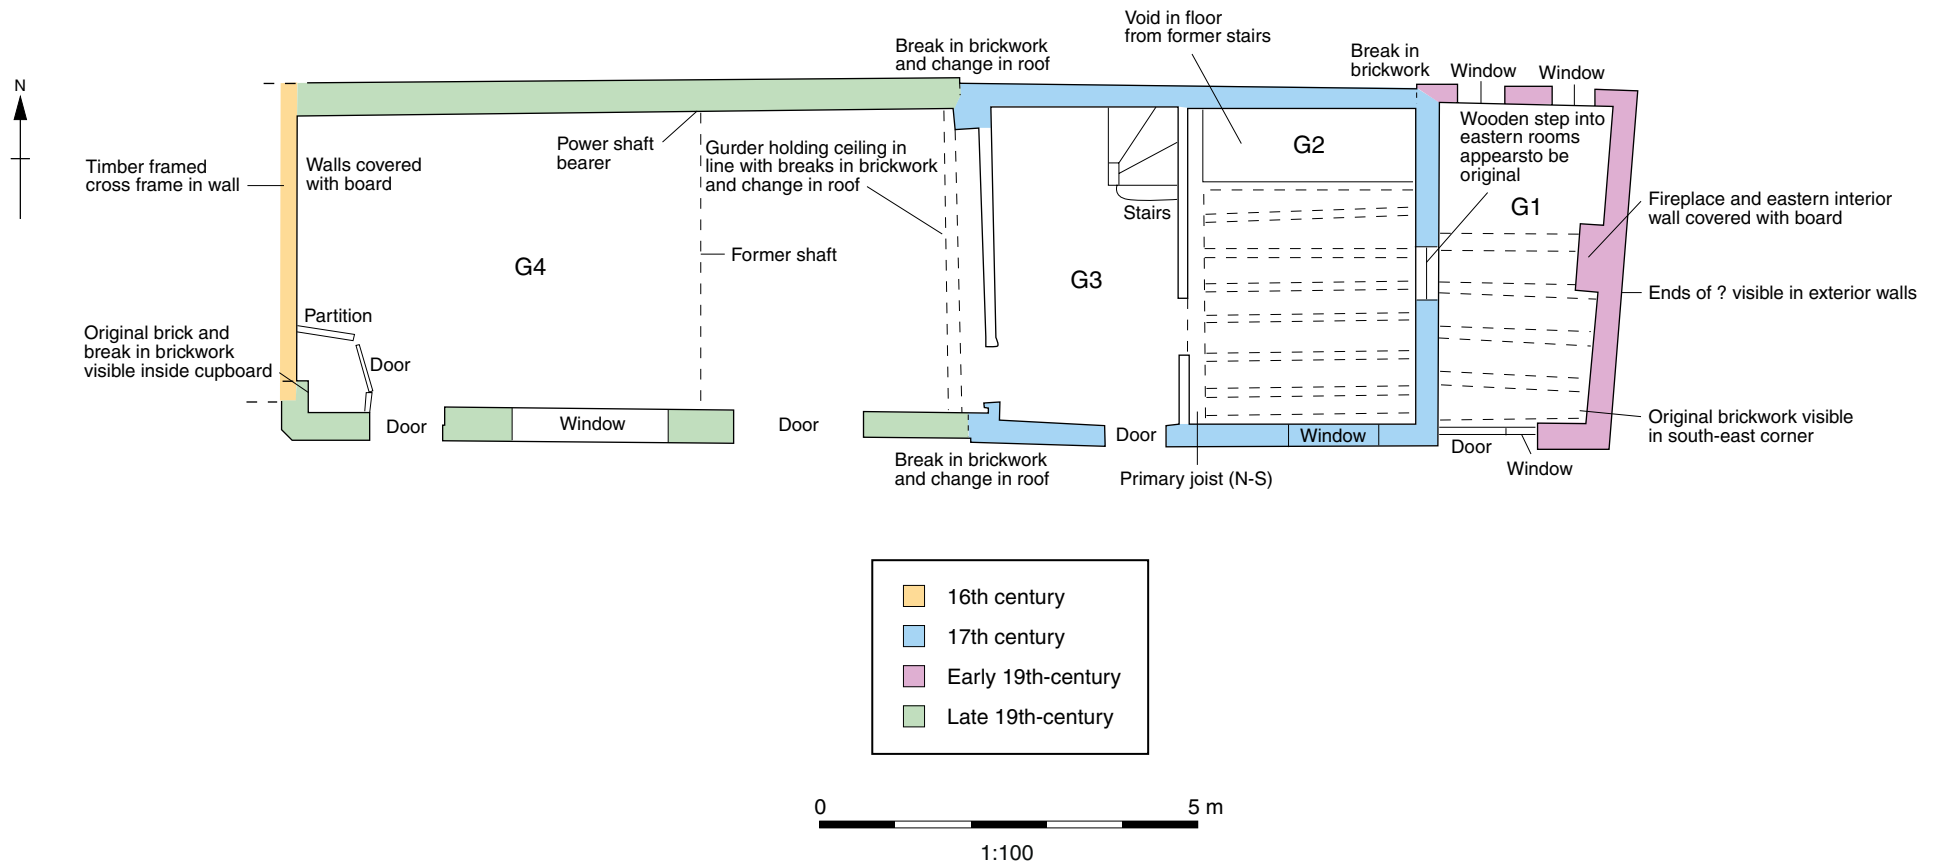 Void in floor
from former stairs
Break in brickwork
and change in roof
Break in
brickwork
Window
Window
N
Timber framed
cross frame in wall
Walls covered
with board
Power shaft
bearer
Gurder holding ceiling in
line with breaks in brickwork
and change in roof
G2
Wooden step into
eastern rooms
appearsto be
original
Stairs
G1
Fireplace and eastern interior
wall covered with board
Former shaft
G4
G3
Ends of ? visible in exterior walls
Partition
Original brick and
break in brickwork
visible inside cupboard
Door
Door
Window
Door
Door
Window
Original brickwork visible
in south-east corner
Door
Window
Break in brickwork
and change in roof
Primary joist (N-S)
16th century
17th century
Early 19th-century
Late 19th-century
0
5 m
1:100